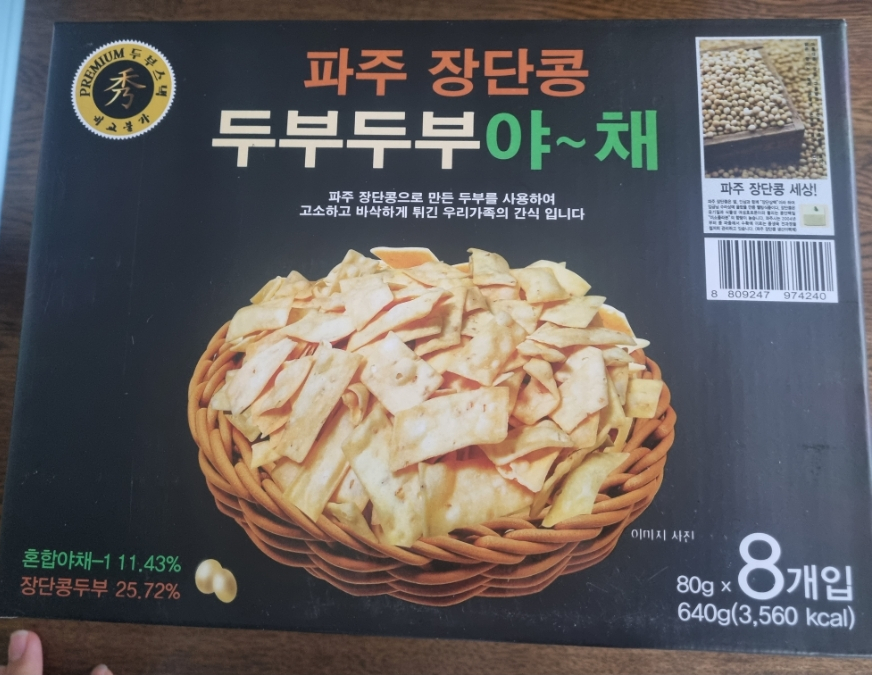 PREMIUM 두부스낵
秀
파주 장단콩
두부두부야~채
파주 장단콩으로 만든 두부를 사용하여
고소하고 바삭하게 튀긴 우리가족의 간식 입니다
파주 장단콩 세상!
8 809247 974240
이미지 사진
혼합야채-1 11.43%
장단콩두부 25.72%
80g × 8개입
640g(3,560 kcal)